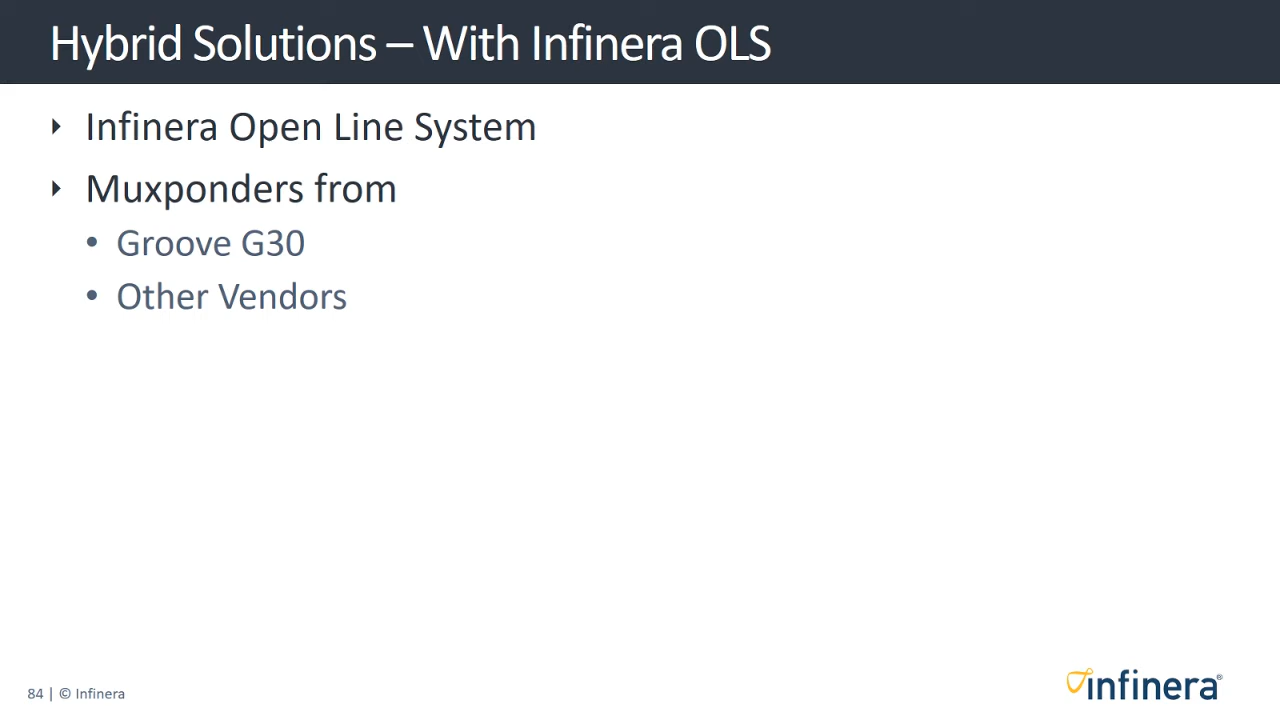 Hybrid Solutions – With Infinera OLS
‣ Infinera Open Line System
‣ Muxponders from
• Groove G30
• Other Vendors
84 | © Infinera
infinera®